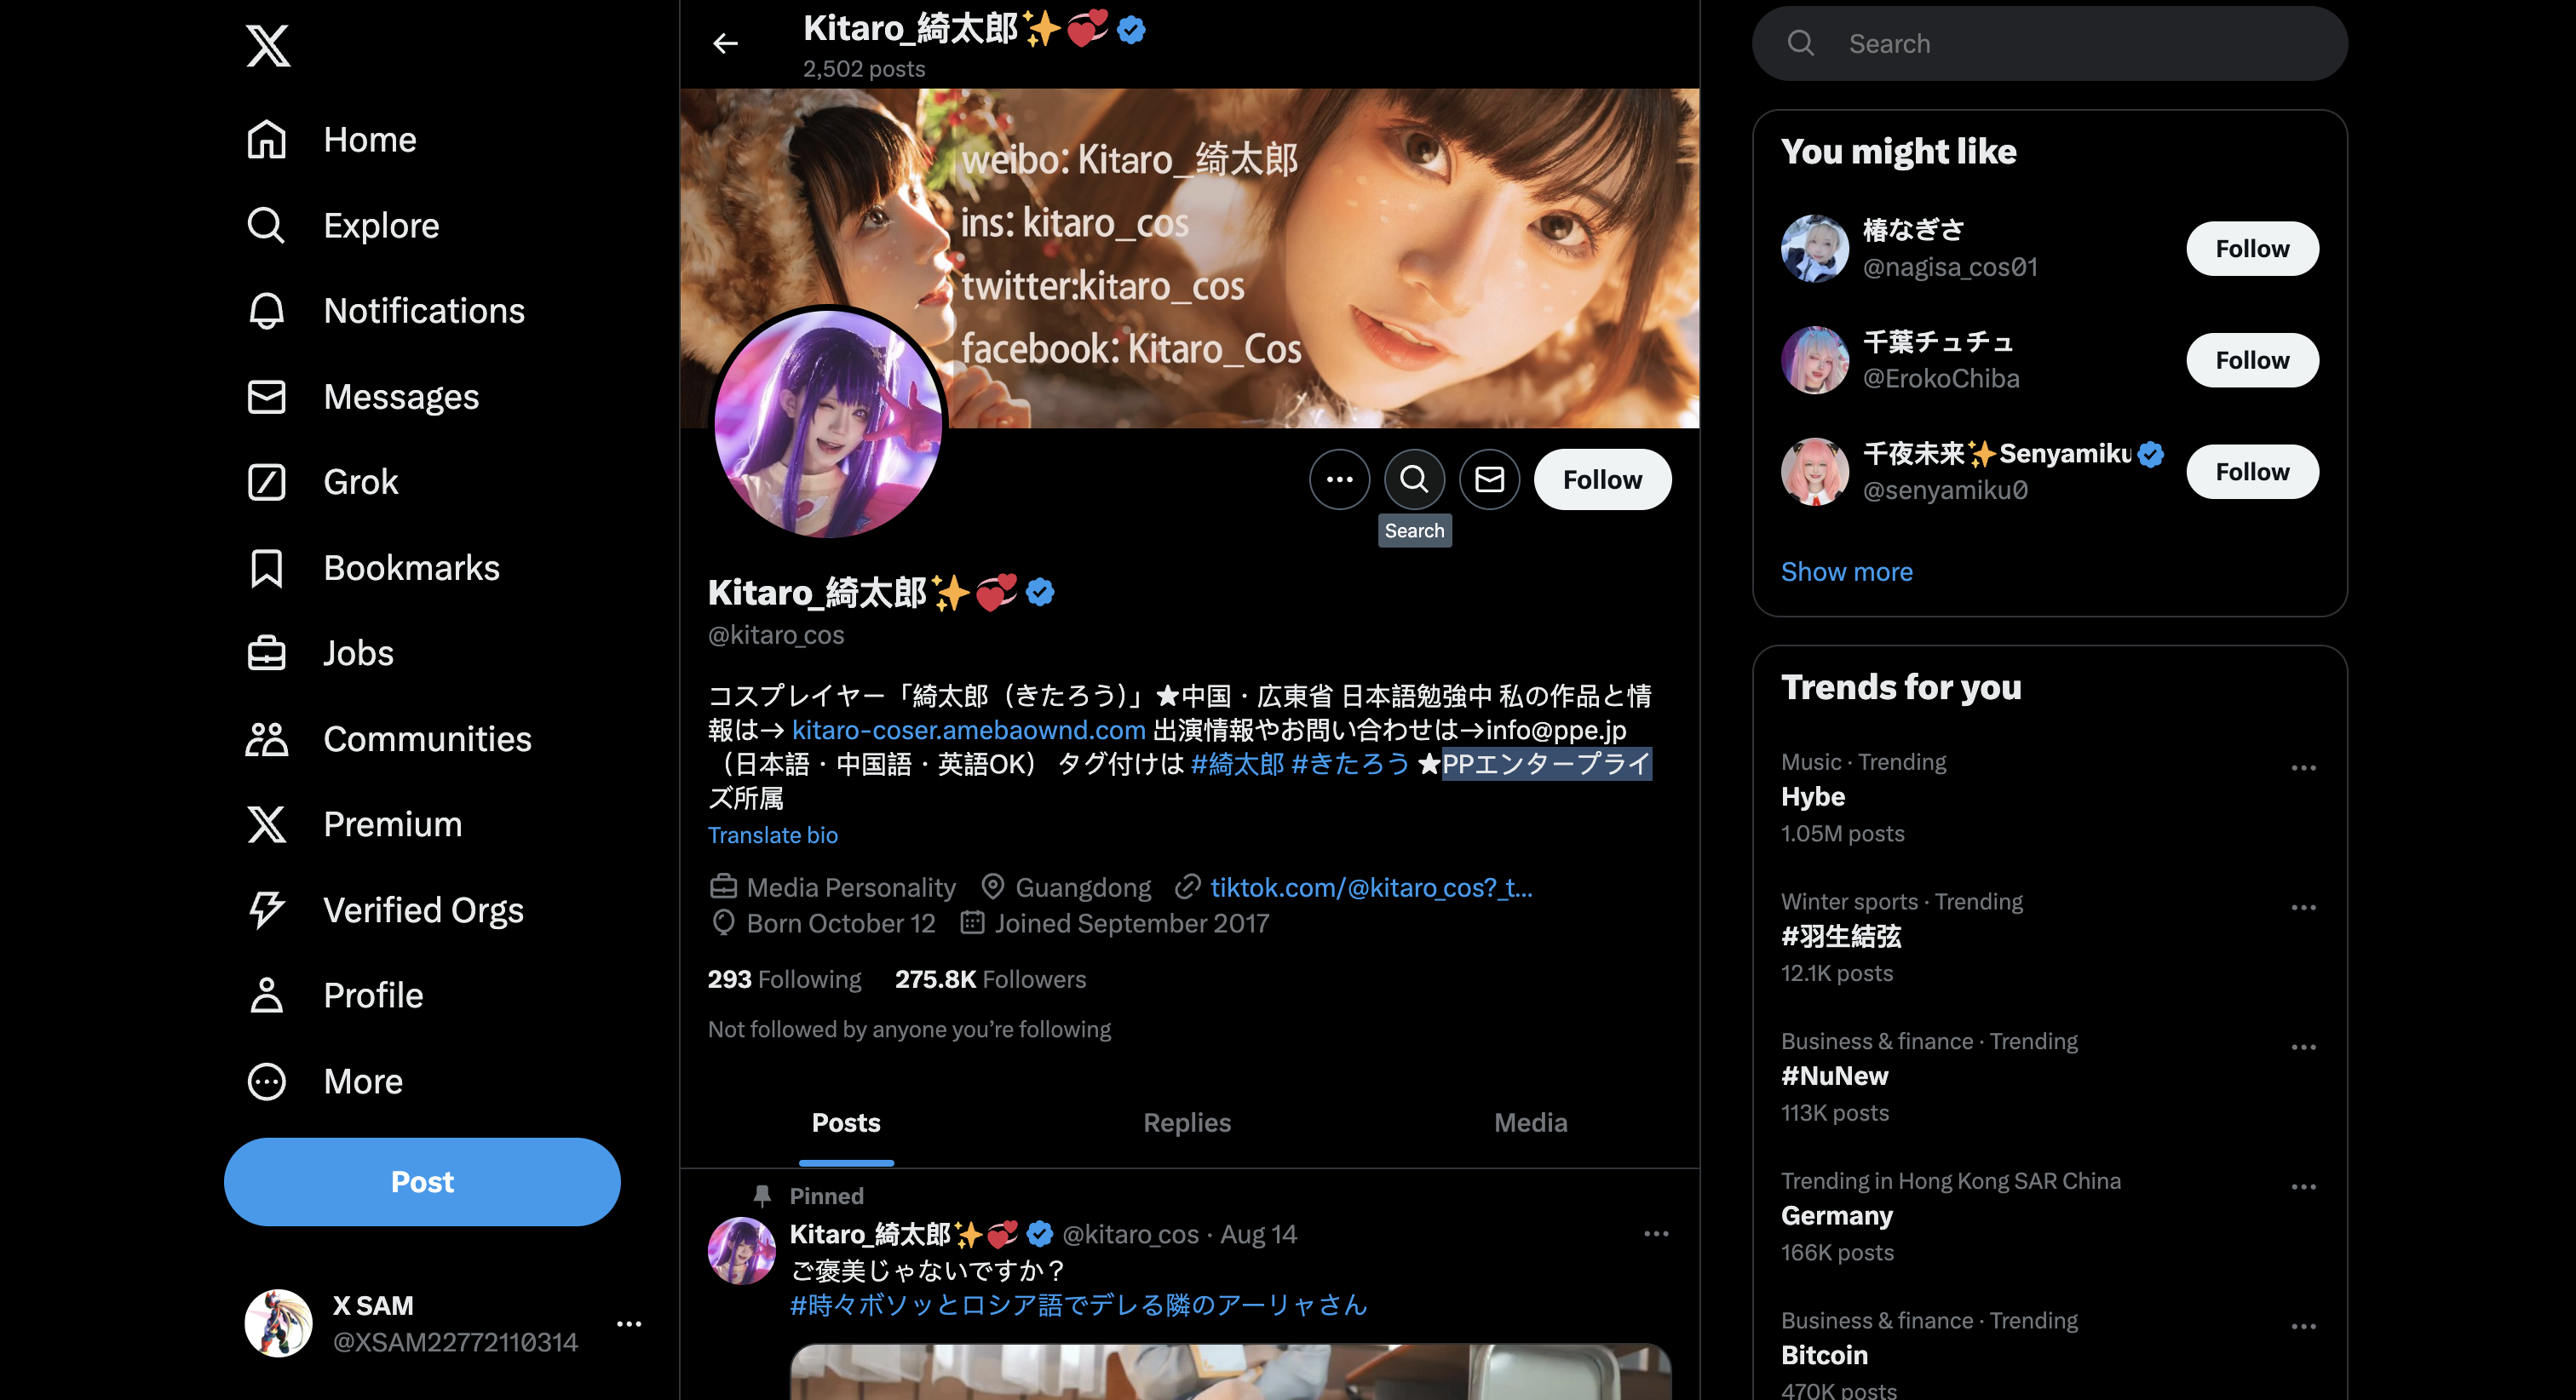 Home
Explore
Notifications
Messages
Grok
Bookmarks
Jobs
Communities
Premium
Verified Orgs
Profile
More
Post
X SAM
@XSAM22772110314
Kitaro_綺太郎✨💞
2,502 posts
weibo: Kitaro_绮太郎
ins: kitaro_cos
twitter:kitaro_cos
facebook: Kitaro_Cos
Follow
Search
Kitaro_綺太郎✨💞
@kitaro_cos
コスプレイヤー「綺太郎（きたろう）」★中国・広東省 日本語勉強中 私の作品と情
報は→ kitaro-coser.amebaownd.com 出演情報やお問い合わせは→info@ppe.jp
（日本語・中国語・英語OK） タグ付けは #綺太郎 #きたろう ★PPエンタープライ
ズ所属
Translate bio
Media Personality Guangdong tiktok.com/@kitaro_cos?_t...
Born October 12 Joined September 2017
293 Following 275.8K Followers
Not followed by anyone you’re following
Posts Replies Media
Pinned
Kitaro_綺太郎✨💞 @kitaro_cos · Aug 14
ご褒美じゃないですか？
#時々ボソッとロシア語でデレる隣のアーリャさん
Search
You might like
椿なぎさ
@nagisa_cos01
Follow
千葉チュチュ
@ErokoChiba
Follow
千夜未来✨Senyamiku
@senyamiku0
Follow
Show more
Trends for you
Music · Trending
Hybe
1.05M posts
Winter sports · Trending
#羽生結弦
12.1K posts
Business & finance · Trending
#NuNew
113K posts
Trending in Hong Kong SAR China
Germany
166K posts
Business & finance · Trending
Bitcoin
470K posts